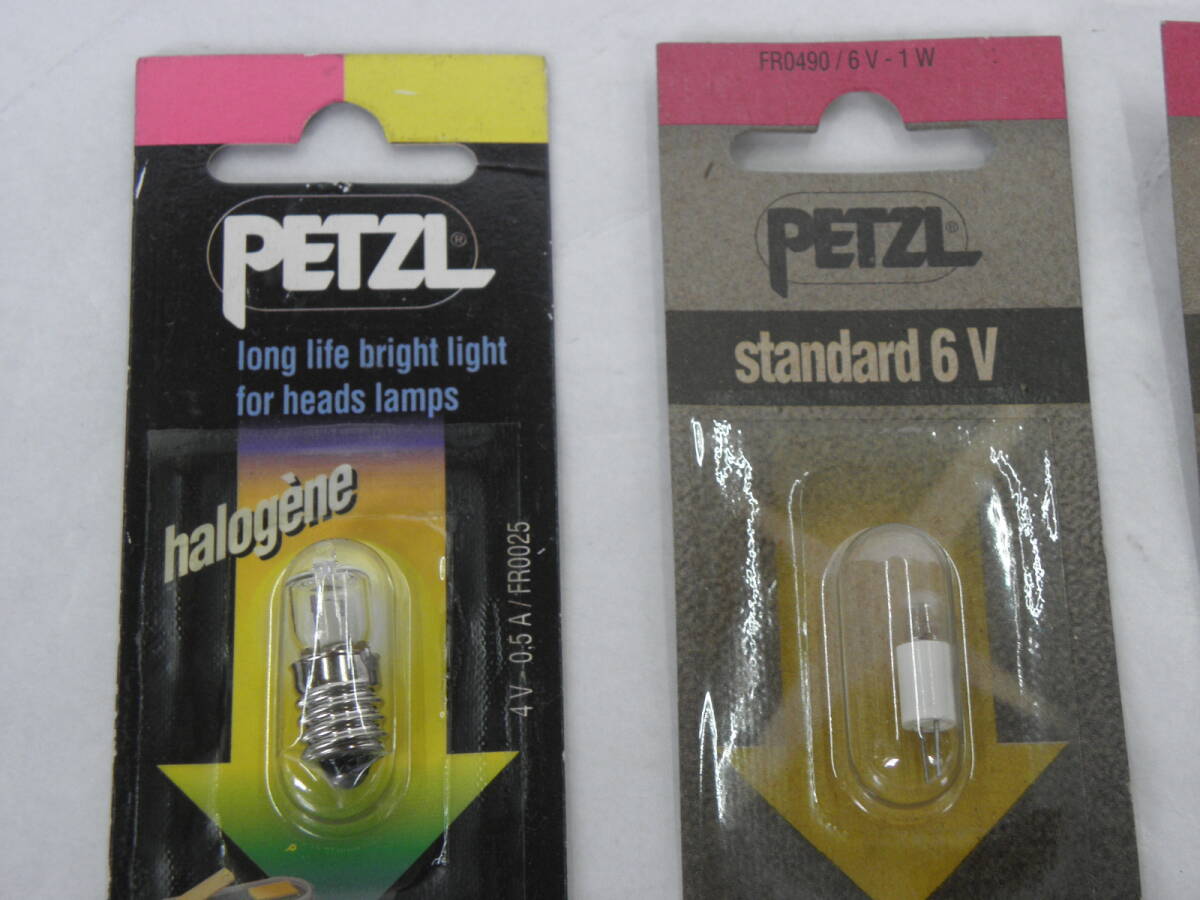 PETZL®
long life bright light
for heads lamps
halogène
4 V - 0,5 A / FR0025
FR0490 / 6 V - 1 W
PETZL®
standard 6 V